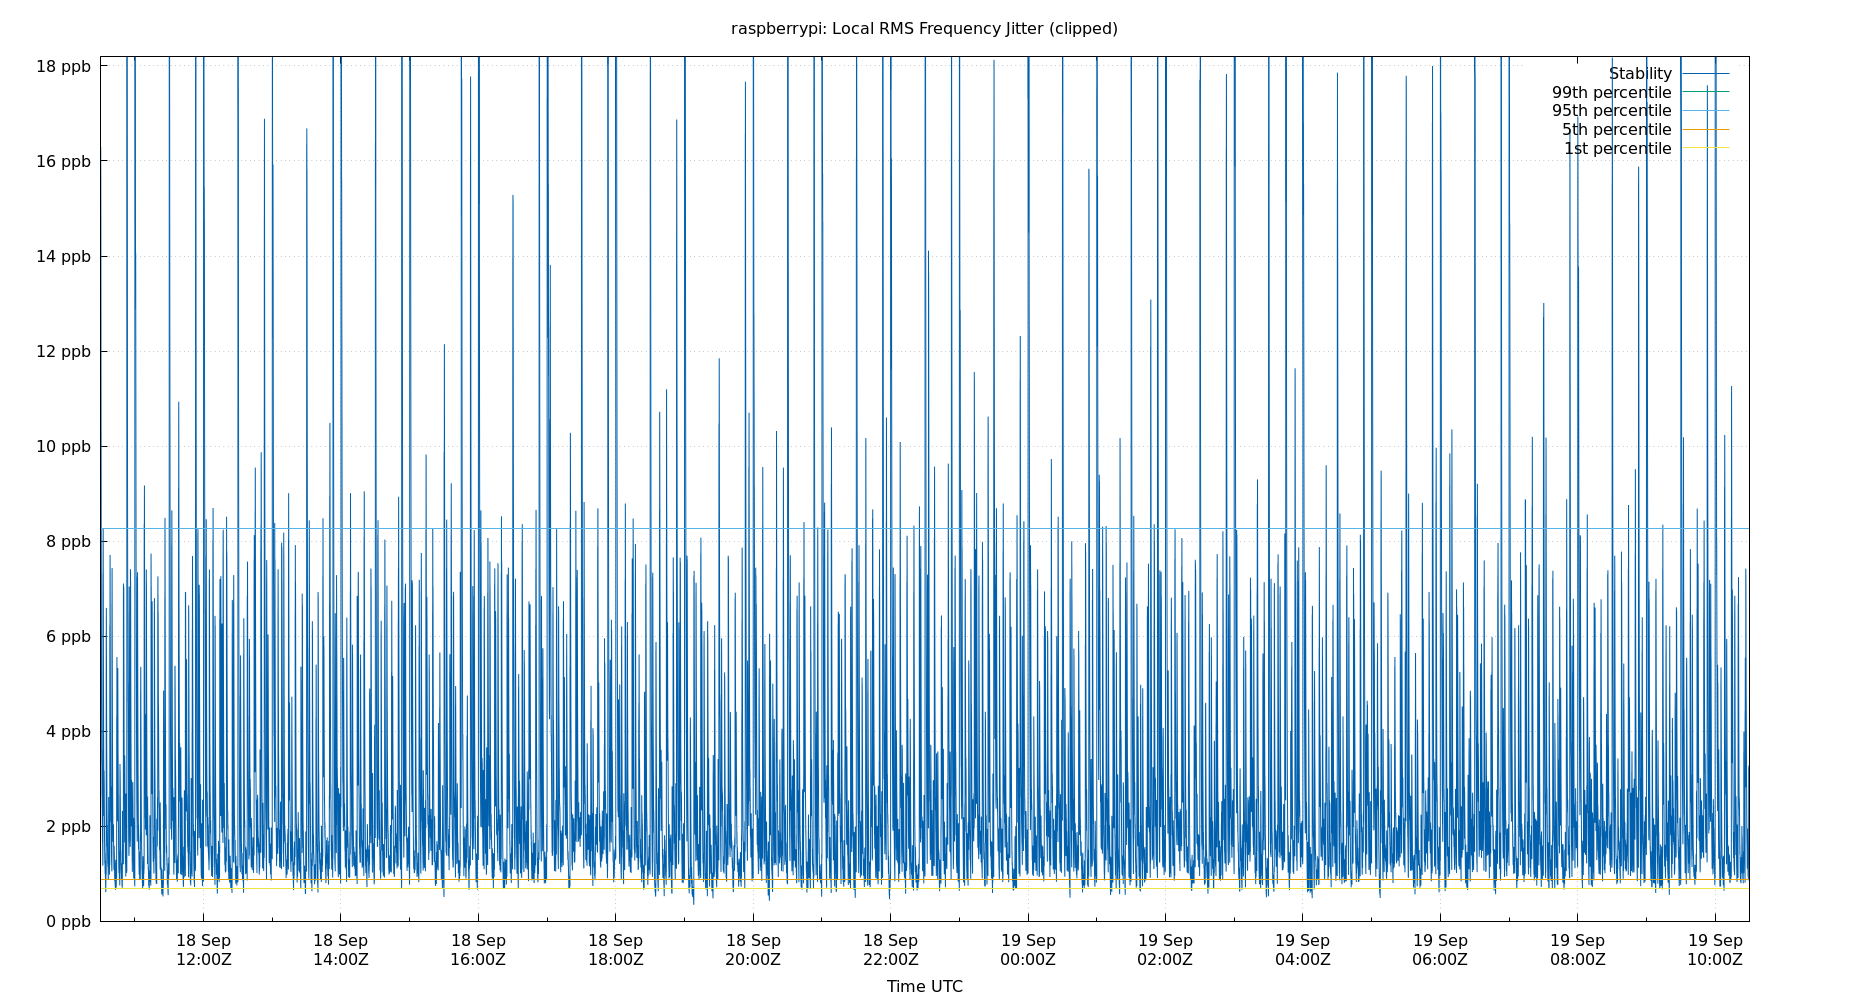 raspberrypi: Local RMS Frequency Jitter (clipped)
18 ppb
16 ppb
14 ppb
12 ppb
10 ppb
8 ppb
6 ppb
4 ppb
2 ppb
0 ppb
Stability
99th percentile
95th percentile
5th percentile
1st percentile
18 Sep 18 Sep 18 Sep 18 Sep 18 Sep 18 Sep 19 Sep 19 Sep 19 Sep 19 Sep 19 Sep 19 Sep
12:00Z 14:00Z 16:00Z 18:00Z 20:00Z 22:00Z 00:00Z 02:00Z 04:00Z 06:00Z 08:00Z 10:00Z
Time UTC